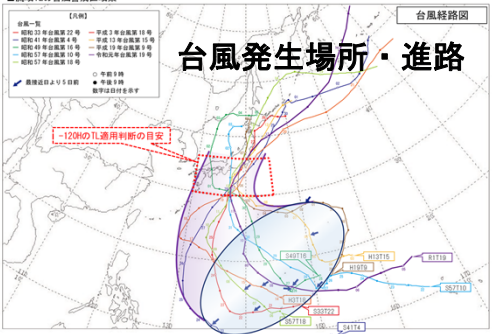 台風経路図
台風発生場所・進路
【凡例】
台風一覧
昭和33年台風第22号
昭和41年台風第4号
昭和49年台風第16号
昭和57年台風第10号
昭和57年台風第18号
平成3年台風第18号
平成13年台風第15号
平成19年台風第9号
令和元年台風第19号
○ 午前9時
● 午後9時
数字は日付を示す
最接近日より5日前
-120HのTL適用判断の目安
S49T16
H13T15
H19T9
R1T19
S57T10
H3T18
S33T22
S57T18
S41T4